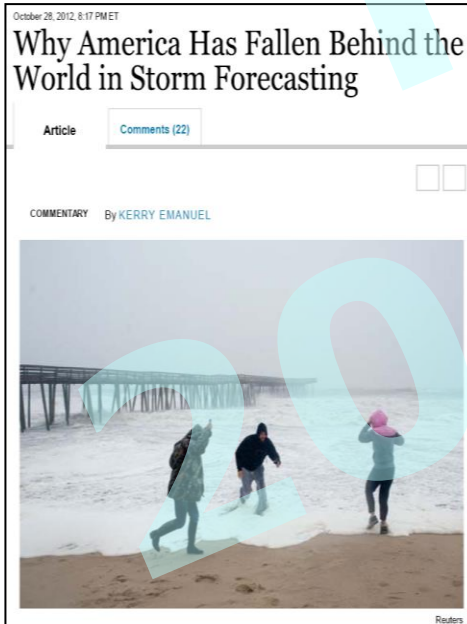 October 28, 2012, 8:17 PM ET
Why America Has Fallen Behind the
World in Storm Forecasting
Article
Comments (22)
COMMENTARY By KERRY EMANUEL
20
Reuters